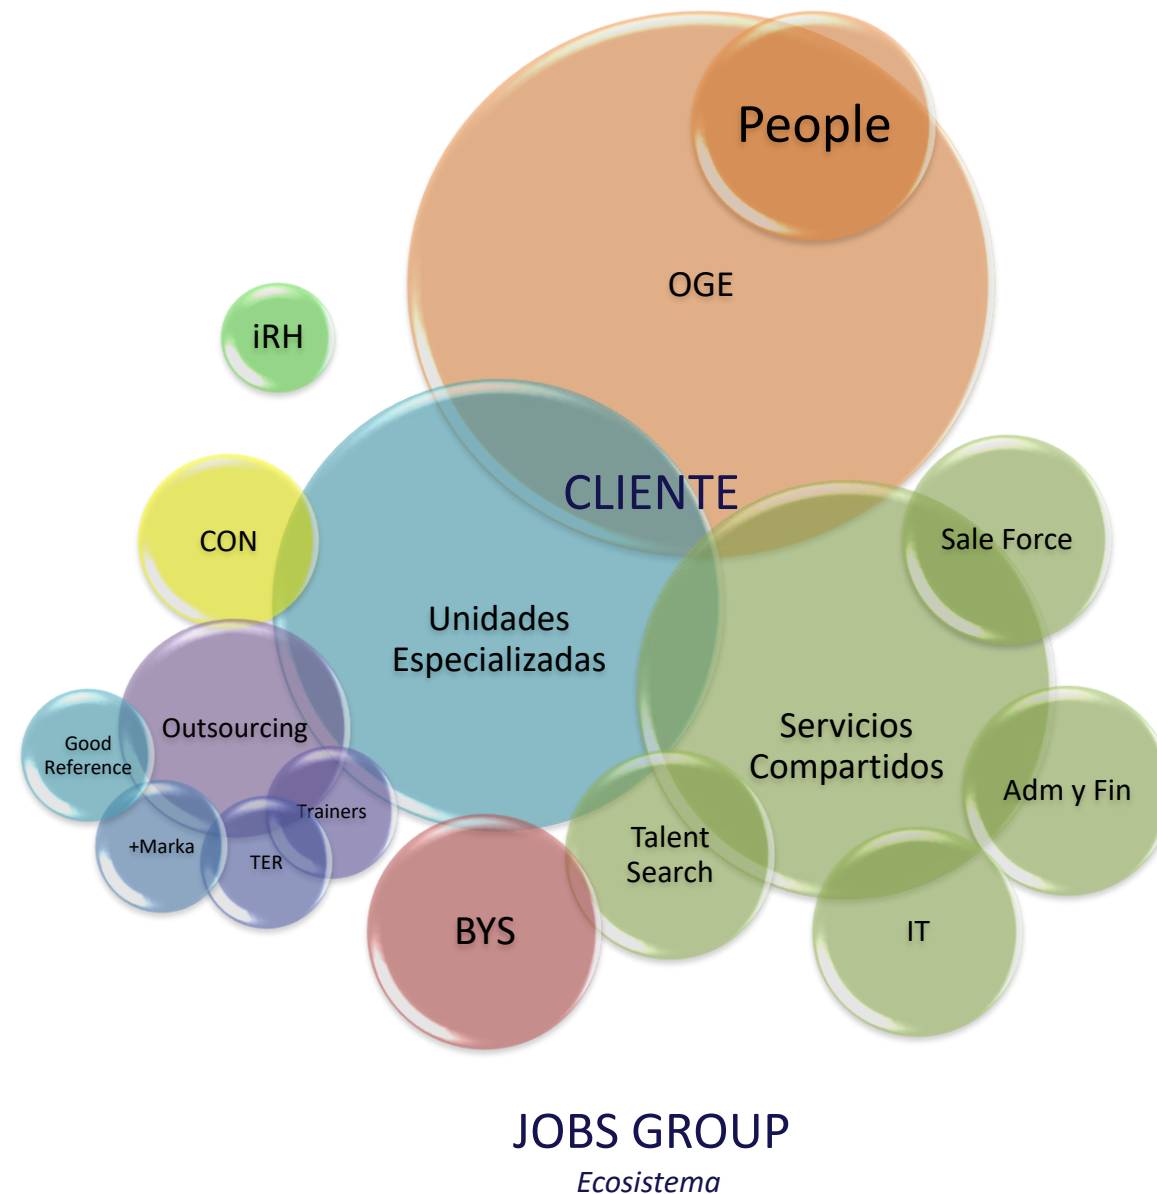 People
OGE
iRH
CLIENTE
CON
Sale Force
Unidades
Especializadas
Outsourcing
Good
Reference
Servicios
Compartidos
Adm y Fin
Trainers
+Marka
TER
Talent
Search
BYS
IT
JOBS GROUP
Ecosistema